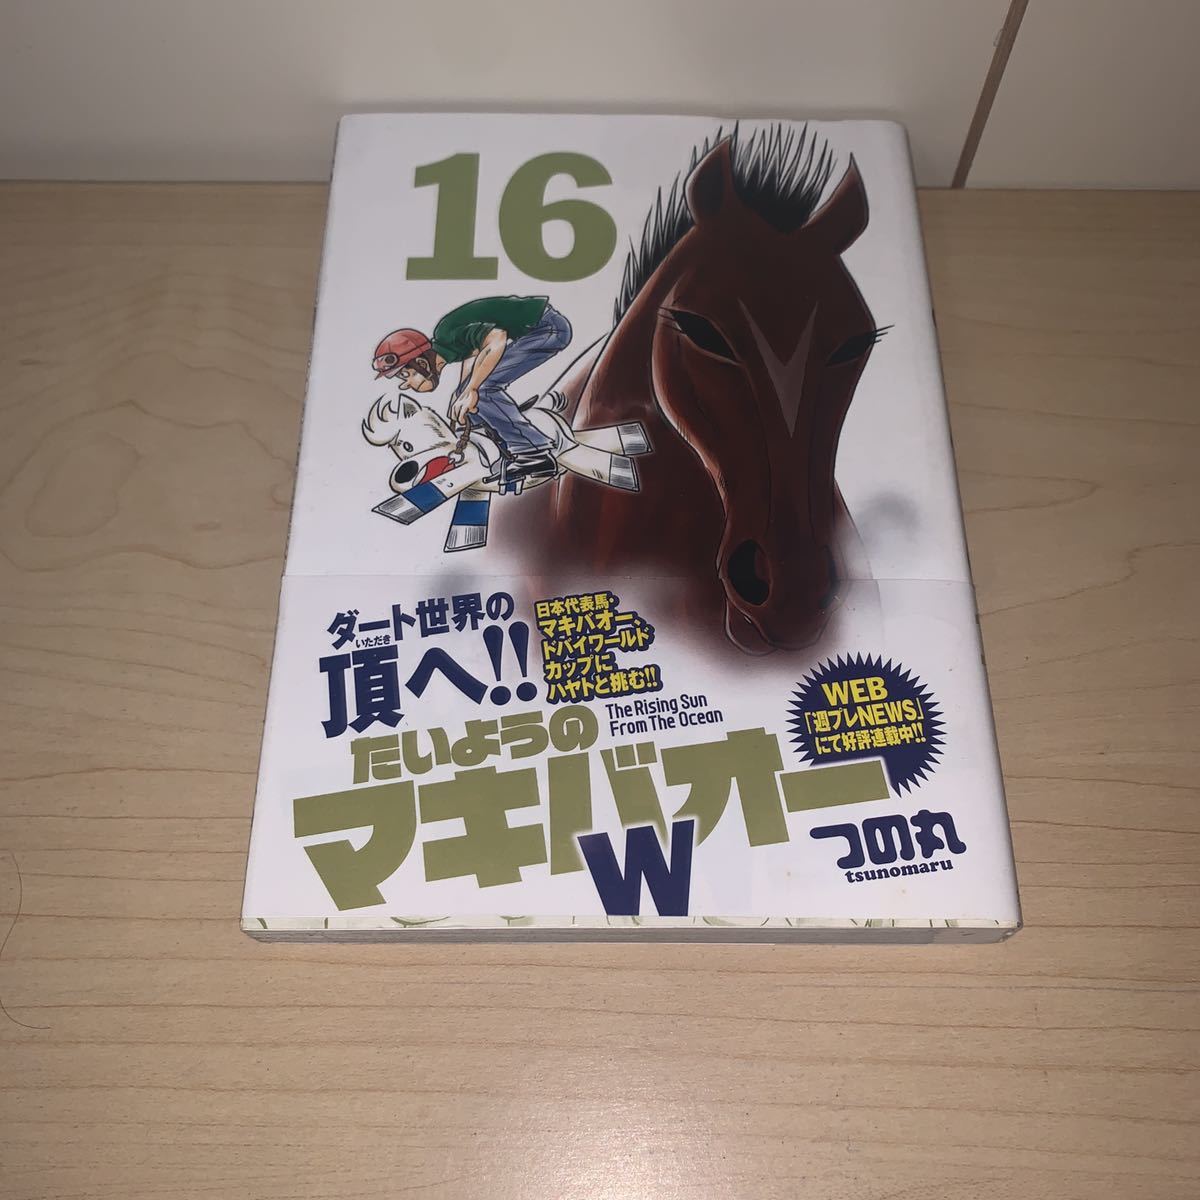 16
ダート世界の
頂へ!!
いただき
日本代表馬・
マキバオー、
ドバイワールド
カップに
ハヤトと挑む!!
The Rising Sun
From The Ocean
WEB
「週プレNEWS」
にて好評連載中!!
たいようの
マキバオー
W
つの丸
tsunomaru